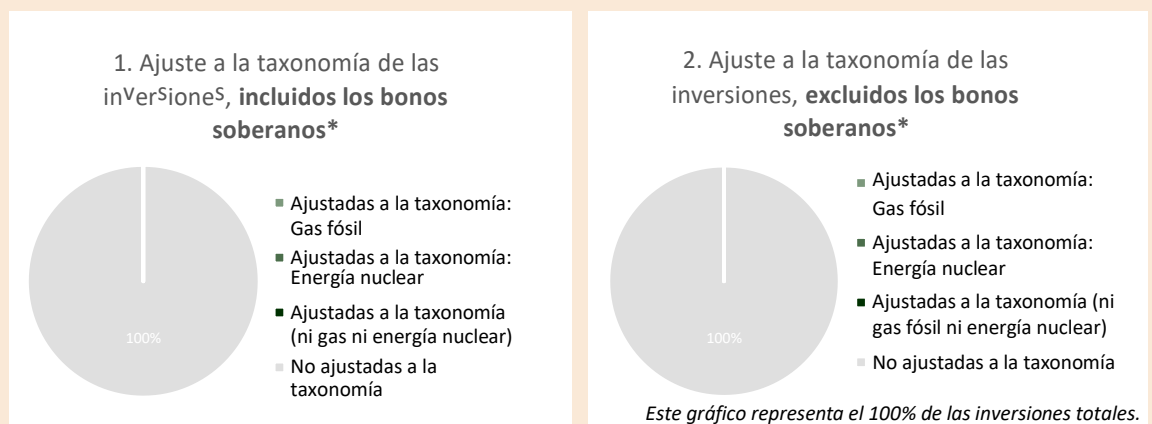 1. Ajuste a la taxonomía de las
inversiones, incluidos los bonos
soberanos*
100%
Ajustadas a la taxonomía:
Gas fósil
Ajustadas a la taxonomía:
Energía nuclear
Ajustadas a la taxonomía
(ni gas ni energía nuclear)
No ajustadas a la
taxonomía
2. Ajuste a la taxonomía de las
inversiones, excluidos los bonos
soberanos*
100%
Ajustadas a la taxonomía:
Gas fósil
Ajustadas a la taxonomía:
Energía nuclear
Ajustadas a la taxonomía (ni
gas fósil ni energía nuclear)
No ajustadas a la taxonomía
Este gráfico representa el 100% de las inversiones totales.